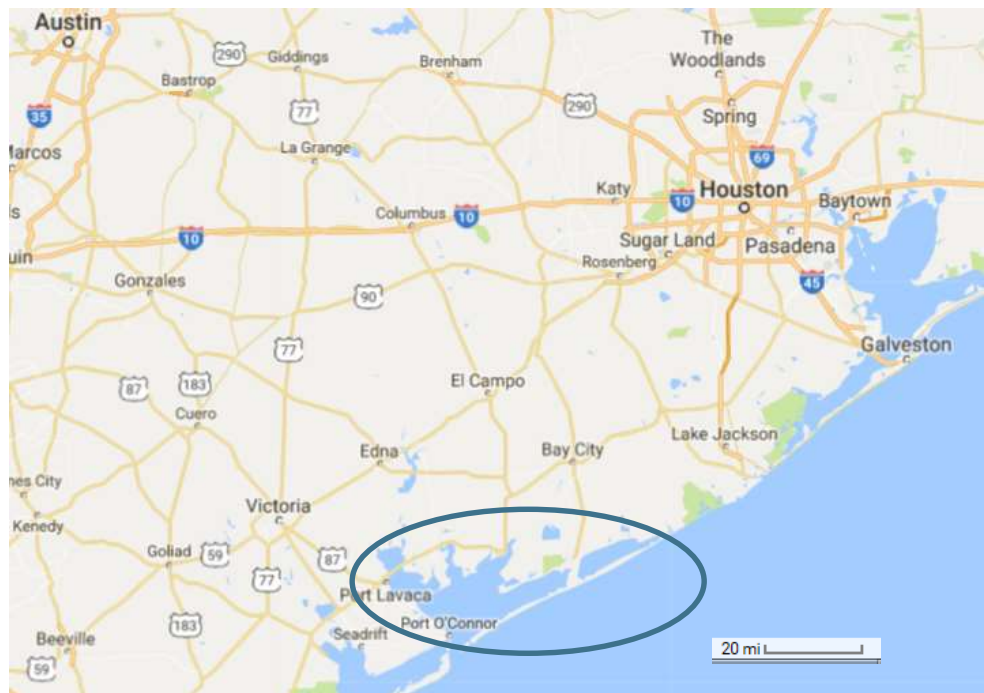 Austin
290
Giddings
Brenham
The
Woodlands
Bastrop
77
290
Spring
35
Marcos
La Grange
69
Katy
Houston
10
Baytown
Columbus
10
s
10
Sugar Land
Pasadena
uin
Rosenberg
Gonzales
45
90
77
Galveston
87
183
El Campo
Cuero
Lake Jackson
Edna
Bay City
nes City
Victoria
Kenedy
Goliad
59
87
77
Port Lavaca
183
Port O'Connor
Seadrift
Beeville
20 mi
59